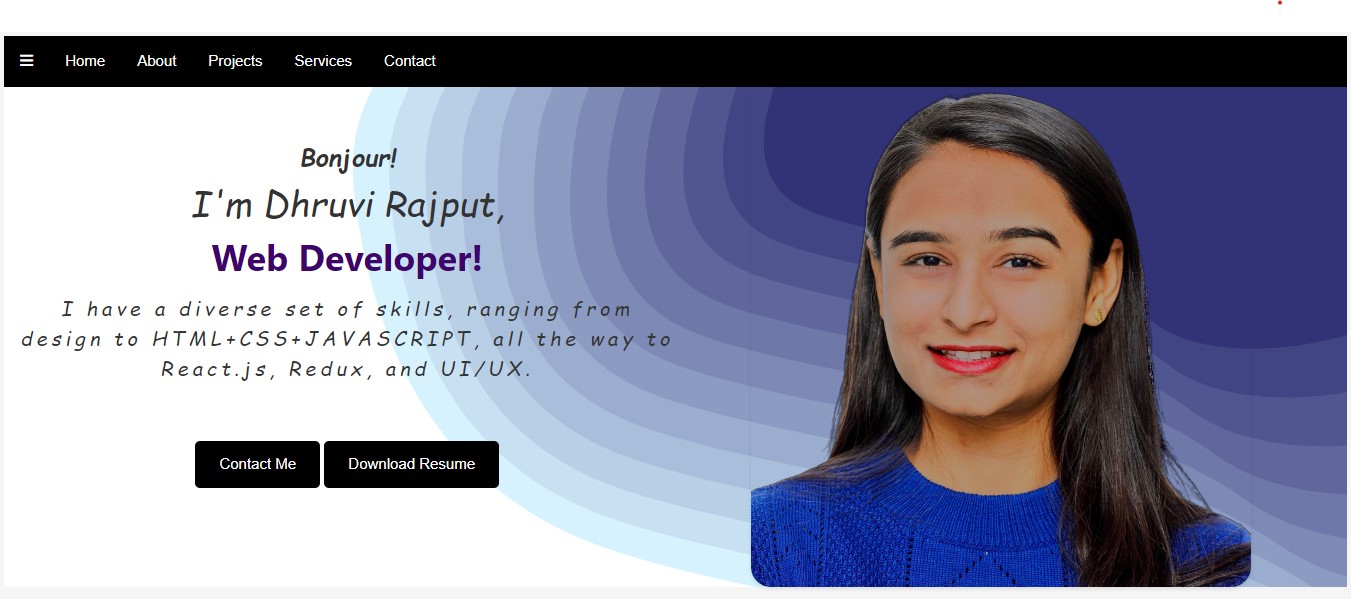 Home About Projects Services Contact
Bonjour!
I'm Dhruvi Rajput,
Web Developer!
I have a diverse set of skills, ranging from
design to HTML+CSS+JAVASCRIPT, all the way to
React.js, Redux, and UI/UX.
Contact Me Download Resume